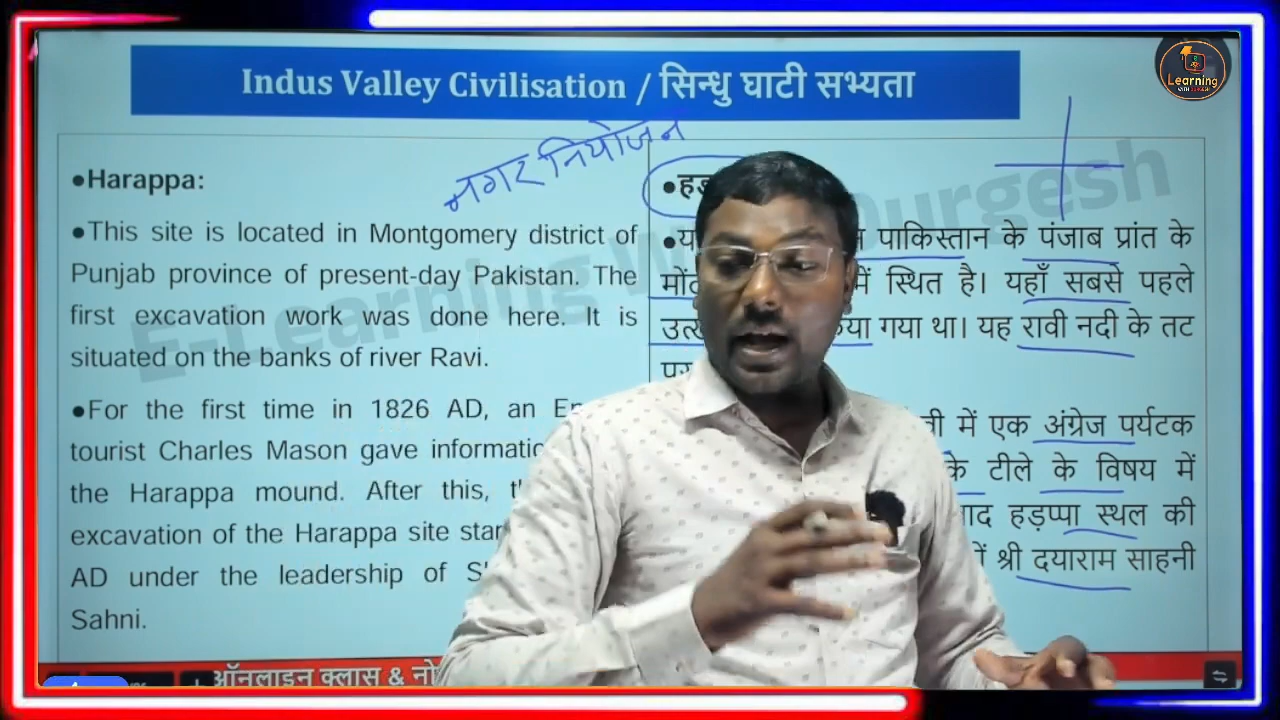 Indus Valley Civilisation / सिन्धु घाटी सभ्यता
Learning
नगर नियोजन
E-Learning
urgesh
●Harappa:
●This site is located in Montgomery district of
Punjab province of present-day Pakistan. The
first excavation work was done here. It is
situated on the banks of river Ravi.
●For the first time in 1826 AD, an
tourist Charles Mason gave
the Harappa mound. After this,
excavation of the Harappa site
AD under the leadership of
Sahni.
पाकिस्तान के पंजाब प्रांत के
में स्थित है। यहाँ सबसे पहले
गया था। यह रावी नदी के तट
में एक अंग्रेज पर्यटक
के टीले के विषय में
हड़प्पा स्थल की
श्री दयाराम साहनी
ऑनलाइन क्लास &